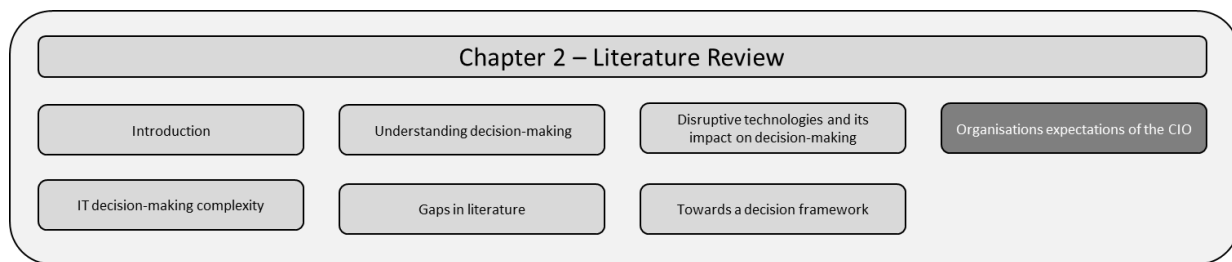 Chapter 2 – Literature Review
Introduction
Understanding decision-making
Disruptive technologies and its
impact on decision-making
Organisations expectations of the CIO
IT decision-making complexity
Gaps in literature
Towards a decision framework